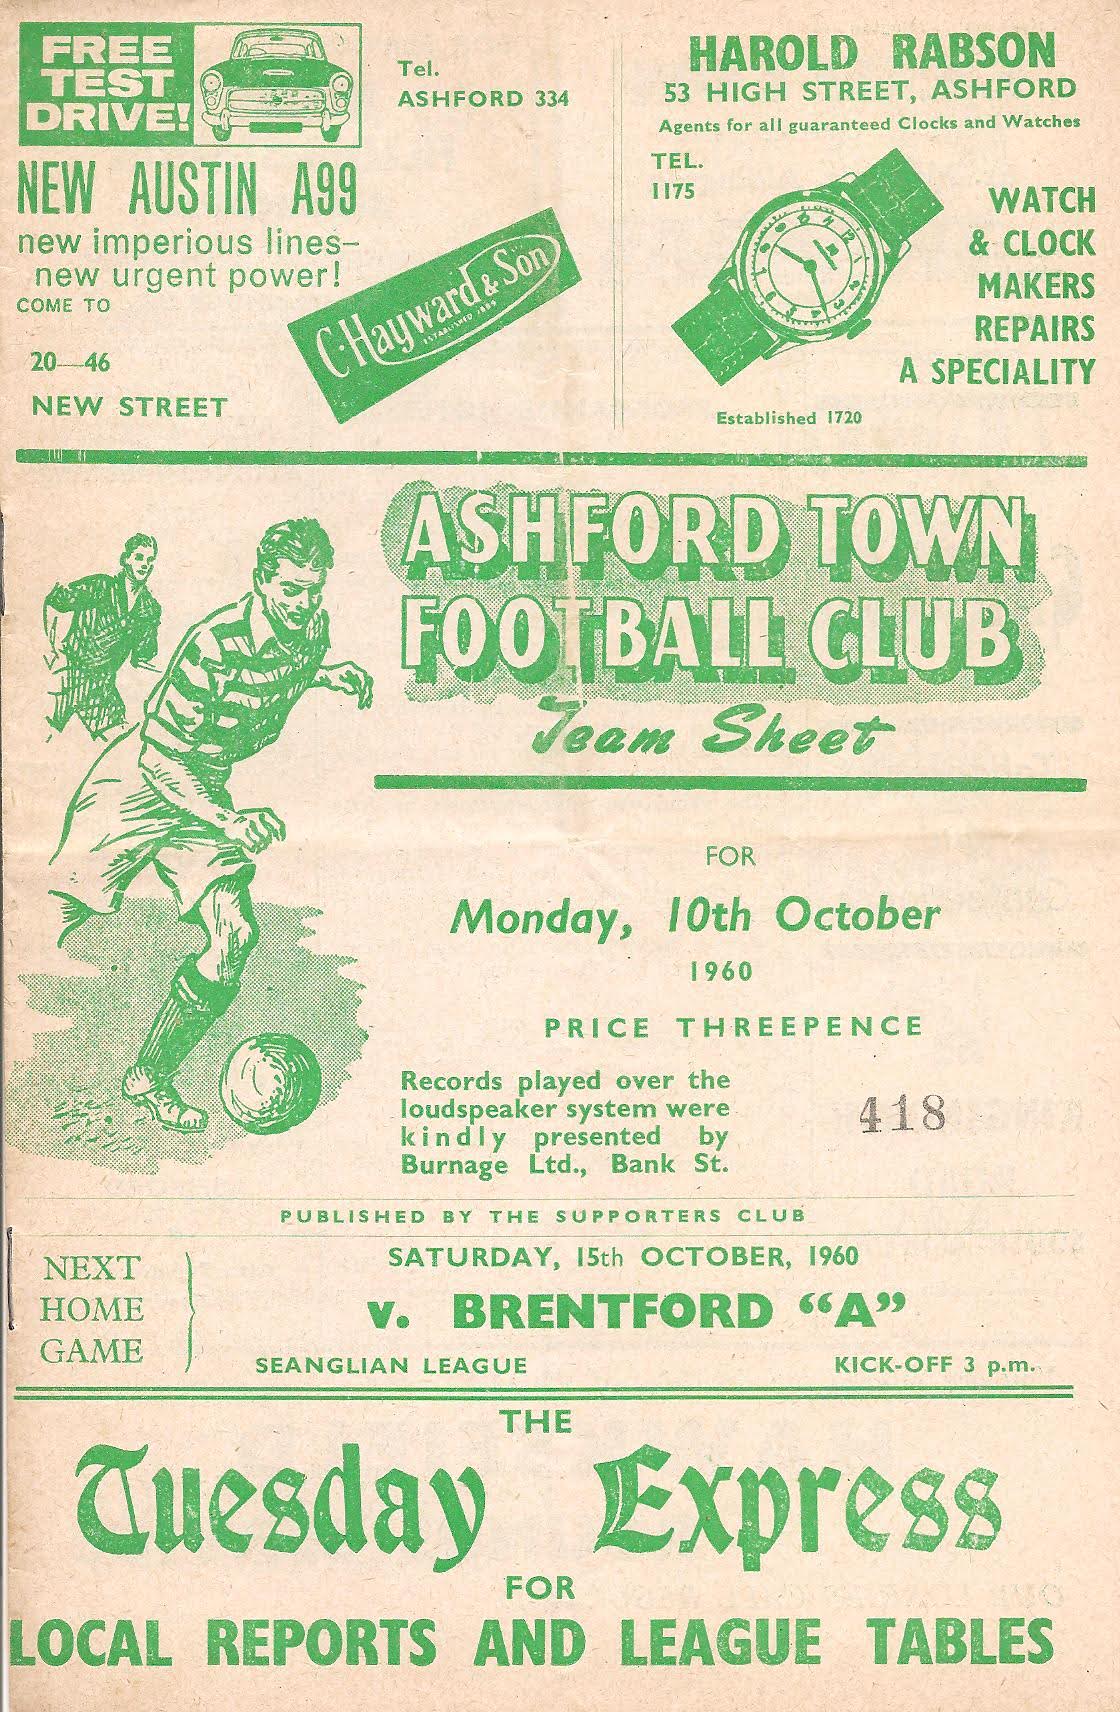 FREE
TEST
DRIVE!
NEW AUSTIN A99
new imperious lines-
new urgent power!
COME TO
20—46
NEW STREET
Tel.
ASHFORD 334
C. Hayward & Son
ESTABLISHED
HAROLD RABSON
53 HIGH STREET, ASHFORD
Agents for all guaranteed Clocks and Watches
TEL.
1175
WATCH
& CLOCK
MAKERS
REPAIRS
A SPECIALITY
Established 1720
ASHFORD TOWN
FOOTBALL CLUB
Team Sheet
FOR
Monday, 10th October
1960
PRICE THREEPENCE
Records played over the
loudspeaker system were
kindly presented by
Burnage Ltd., Bank St.
418
PUBLISHED BY THE SUPPORTERS CLUB
NEXT
HOME
GAME
SATURDAY, 15th OCTOBER, 1960
v. BRENTFORD “A”
SEANGLIAN LEAGUE
KICK-OFF 3 p.m.
THE
Tuesday Express
FOR
LOCAL REPORTS AND LEAGUE TABLES